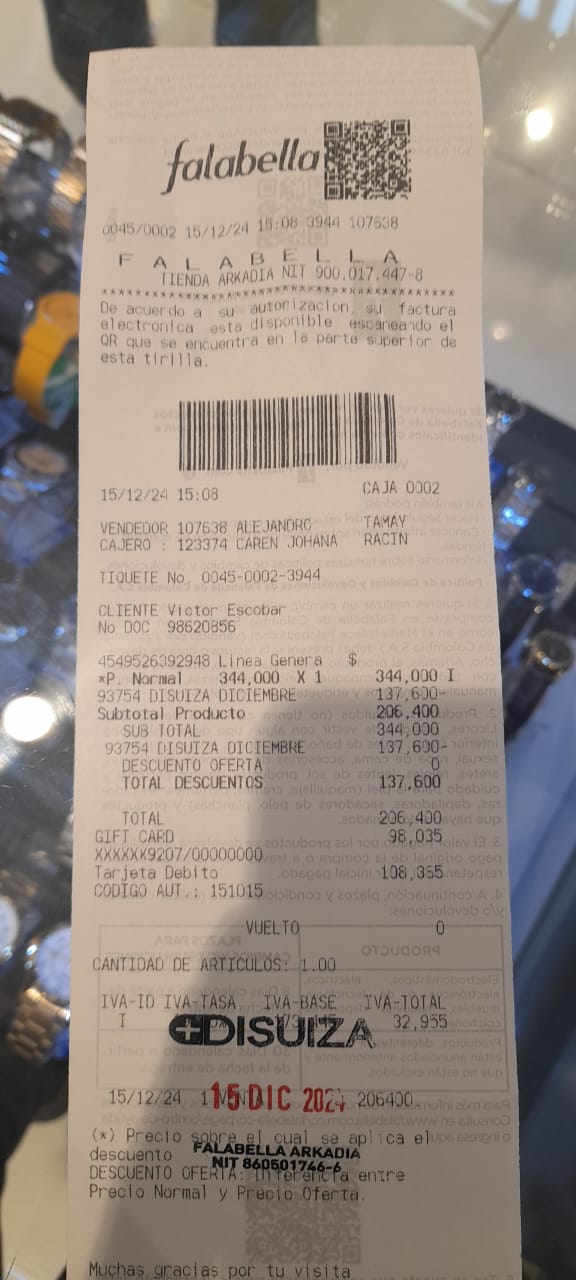 falabella
0045/0002 15/12/24 15:08 3944 107638
F A L A B E L L A
TIENDA ARKADIA NIT 900.017.447-8
****************************************
De acuerdo a su autorizacion, su factura
electronica esta disponible escaneando el
QR que se encuentra en la parte superior de
esta tirilla.
15/12/24 15:08 CAJA 0002
VENDEDOR 107638 ALEJANDRO TAMAY
CAJERO : 123374 CAREN JOHANA RACIN
TIQUETE No. 0045-0002-3944
CLIENTE Victor Escobar
No DOC 98620856
4549526392948 Linea Genera $
*P. Normal 344,000 X 1 344,000 I
93754 DISUIZA DICIEMBRE 137,600-
Subtotal Producto 206,400
SUB TOTAL 344,000
93754 DISUIZA DICIEMBRE 137,600-
DESCUENTO OFERTA 0
TOTAL DESCUENTOS 137,600
TOTAL 206,400
GIFT CARD 98,035
XXXXXX9207/00000000
Tarjeta Debito 108,365
CODIGO AUT.: 151015
VUELTO 0
CANTIDAD DE ARTICULOS: 1.00
IVA-ID IVA-TASA IVA-BASE IVA-TOTAL
I 32,955
DISUIZA
15/12/24 1 VENTA 206400
15 DIC 2024
(*) Precio sobre el cual se aplica el
descuento
FALABELLA ARKADIA
NIT 860501746-6
DESCUENTO OFERTA: Diferencia entre
Precio Normal y Precio Oferta.
Muchas gracias por tu visita